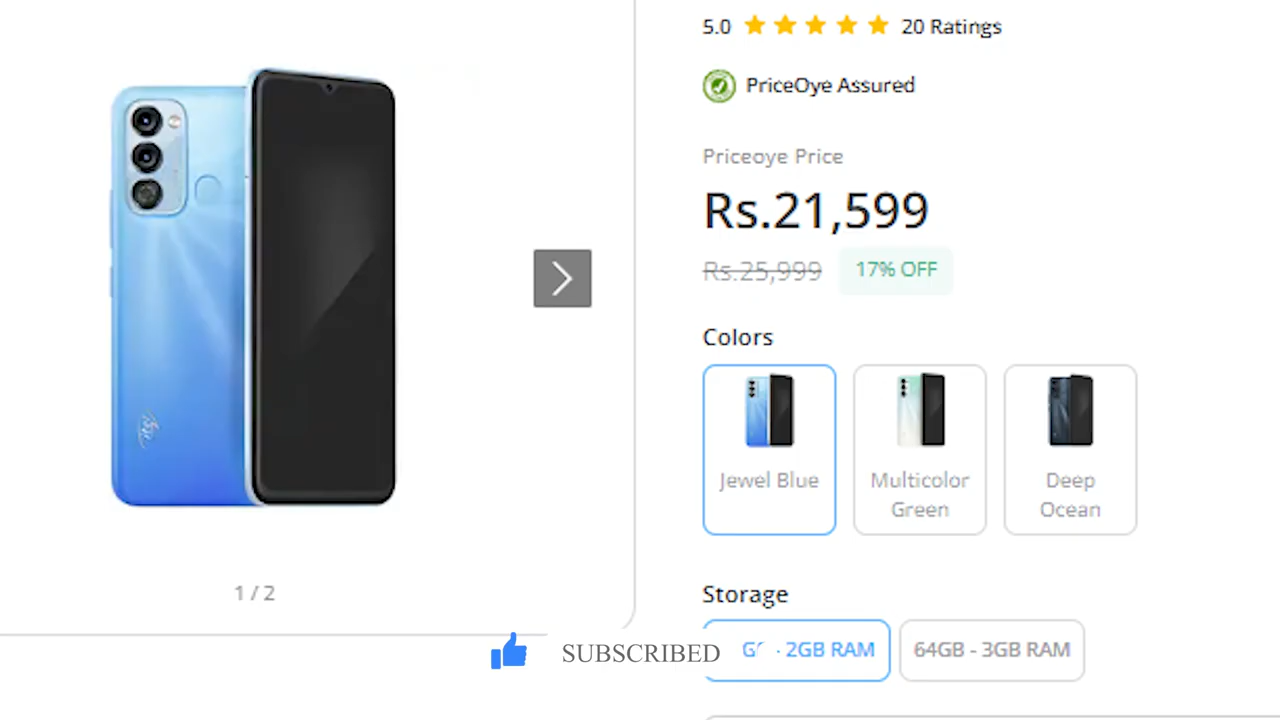 5.0 20 Ratings
PriceOye Assured
Priceoye Price
Rs.21,599
Rs.25,999 17% OFF
Colors
Jewel Blue
Multicolor
Green
Deep
Ocean
1 / 2
Storage
2GB RAM
64GB - 3GB RAM
SUBSCRIBED
itel